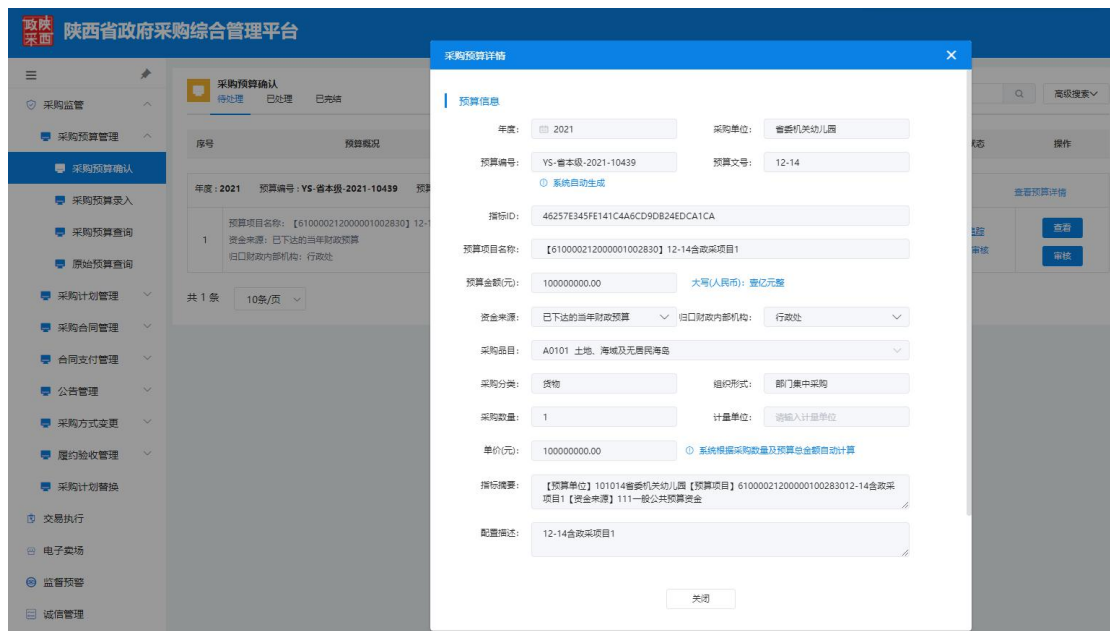 政陕
采西
陕西省政府采购综合管理平台
采购监管
采购预算管理
采购预算确认
采购预算录入
采购预算查询
原始预算查询
采购计划管理
采购合同管理
合同支付管理
公告管理
采购方式变更
履约验收管理
采购计划替换
交易执行
电子卖场
监督预警
诚信管理
采购预算确认
待处理 已处理 已完结
高级搜索
序号 预算概况 状态 操作
年度：2021 预算编号：YS-省本级-2021-10439 预 查看预算详情
预算项目名称：【610000212000001002830】12-1
1 资金来源：已下达的当年财政预算
归口财政内部机构：行政处
查看
审核
审核
共 1 条 10条/页
采购预算详情
预算信息
年度： 2021 采购单位： 省委机关幼儿园
预算编号： YS-省本级-2021-10439 预算文号： 12-14
系统自动生成
指标ID： 46257E345FE141C4A6CD9DB24EDCA1CA
预算项目名称： 【610000212000001002830】12-14含政采项目1
预算金额(元)： 100000000.00 大写(人民币)：壹亿元整
资金来源： 已下达的当年财政预算 归口财政内部机构： 行政处
采购品目： A0101 土地、海域及无居民海岛
采购分类： 货物 组织形式： 部门集中采购
采购数量： 1 计量单位： 请输入计量单位
单价(元)： 100000000.00 系统根据采购数量及预算总金额自动计算
指标摘要： 【预算单位】101014省委机关幼儿园【预算项目】61000021200000100283012-14含政采
项目1【资金来源】111一般公共预算资金
配置描述： 12-14含政采项目1
关闭